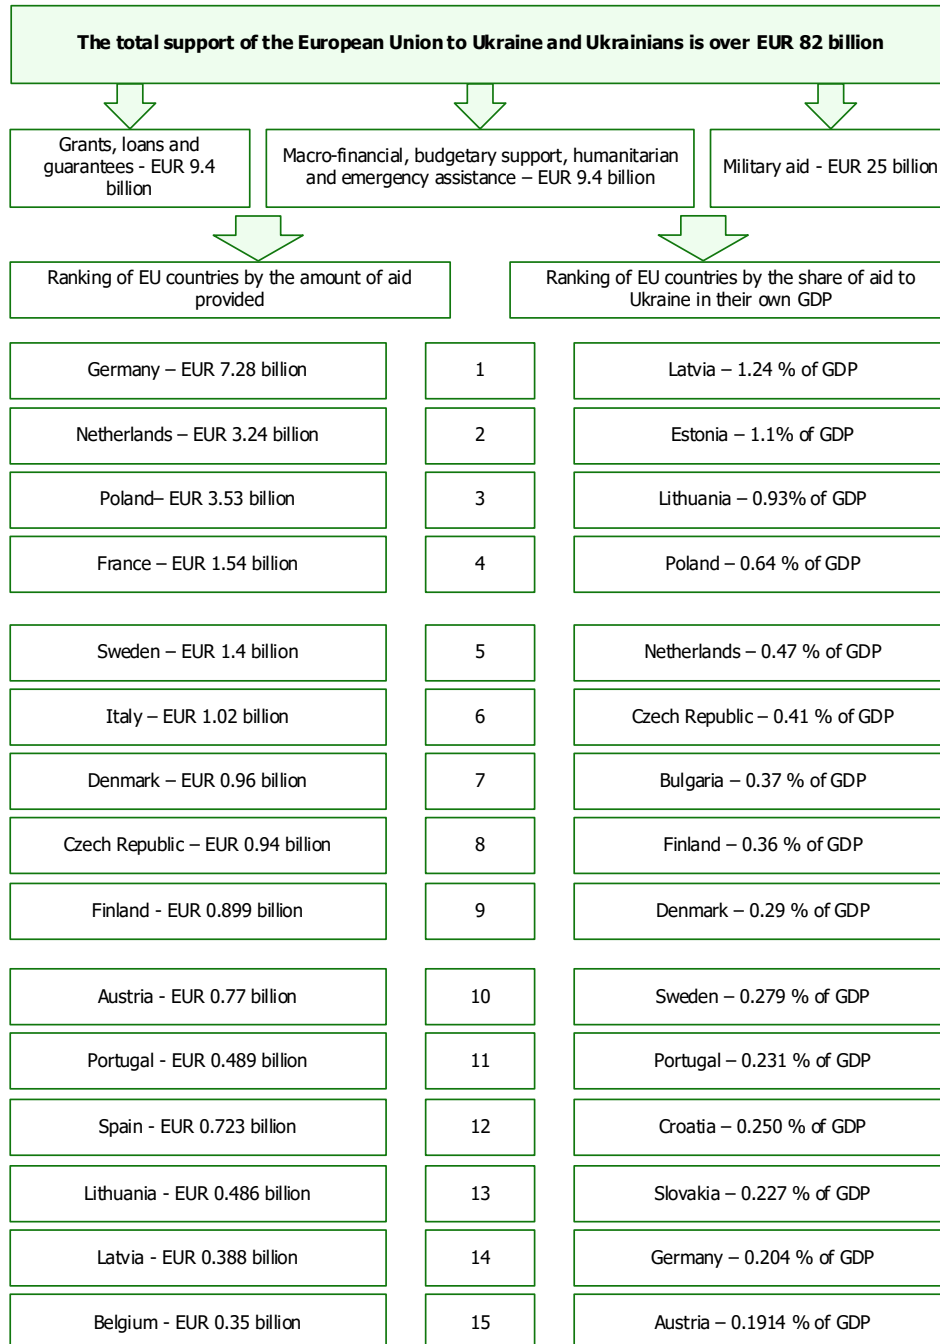 The total support of the European Union to Ukraine and Ukrainians is over EUR 82 billion
Grants, loans and
guarantees - EUR 9.4
billion
Macro-financial, budgetary support, humanitarian
and emergency assistance – EUR 9.4 billion
Military aid - EUR 25 billion
Ranking of EU countries by the amount of aid
provided
Ranking of EU countries by the share of aid to
Ukraine in their own GDP
Germany – EUR 7.28 billion
1
Latvia – 1.24 % of GDP
Netherlands – EUR 3.24 billion
2
Estonia – 1.1% of GDP
Poland– EUR 3.53 billion
3
Lithuania – 0.93% of GDP
France – EUR 1.54 billion
4
Poland – 0.64 % of GDP
Sweden – EUR 1.4 billion
5
Netherlands – 0.47 % of GDP
Italy – EUR 1.02 billion
6
Czech Republic – 0.41 % of GDP
Denmark – EUR 0.96 billion
7
Bulgaria – 0.37 % of GDP
Czech Republic – EUR 0.94 billion
8
Finland – 0.36 % of GDP
Finland - EUR 0.899 billion
9
Denmark – 0.29 % of GDP
Austria - EUR 0.77 billion
10
Sweden – 0.279 % of GDP
Portugal - EUR 0.489 billion
11
Portugal – 0.231 % of GDP
Spain - EUR 0.723 billion
12
Croatia – 0.250 % of GDP
Lithuania - EUR 0.486 billion
13
Slovakia – 0.227 % of GDP
Latvia - EUR 0.388 billion
14
Germany – 0.204 % of GDP
Belgium - EUR 0.35 billion
15
Austria – 0.1914 % of GDP